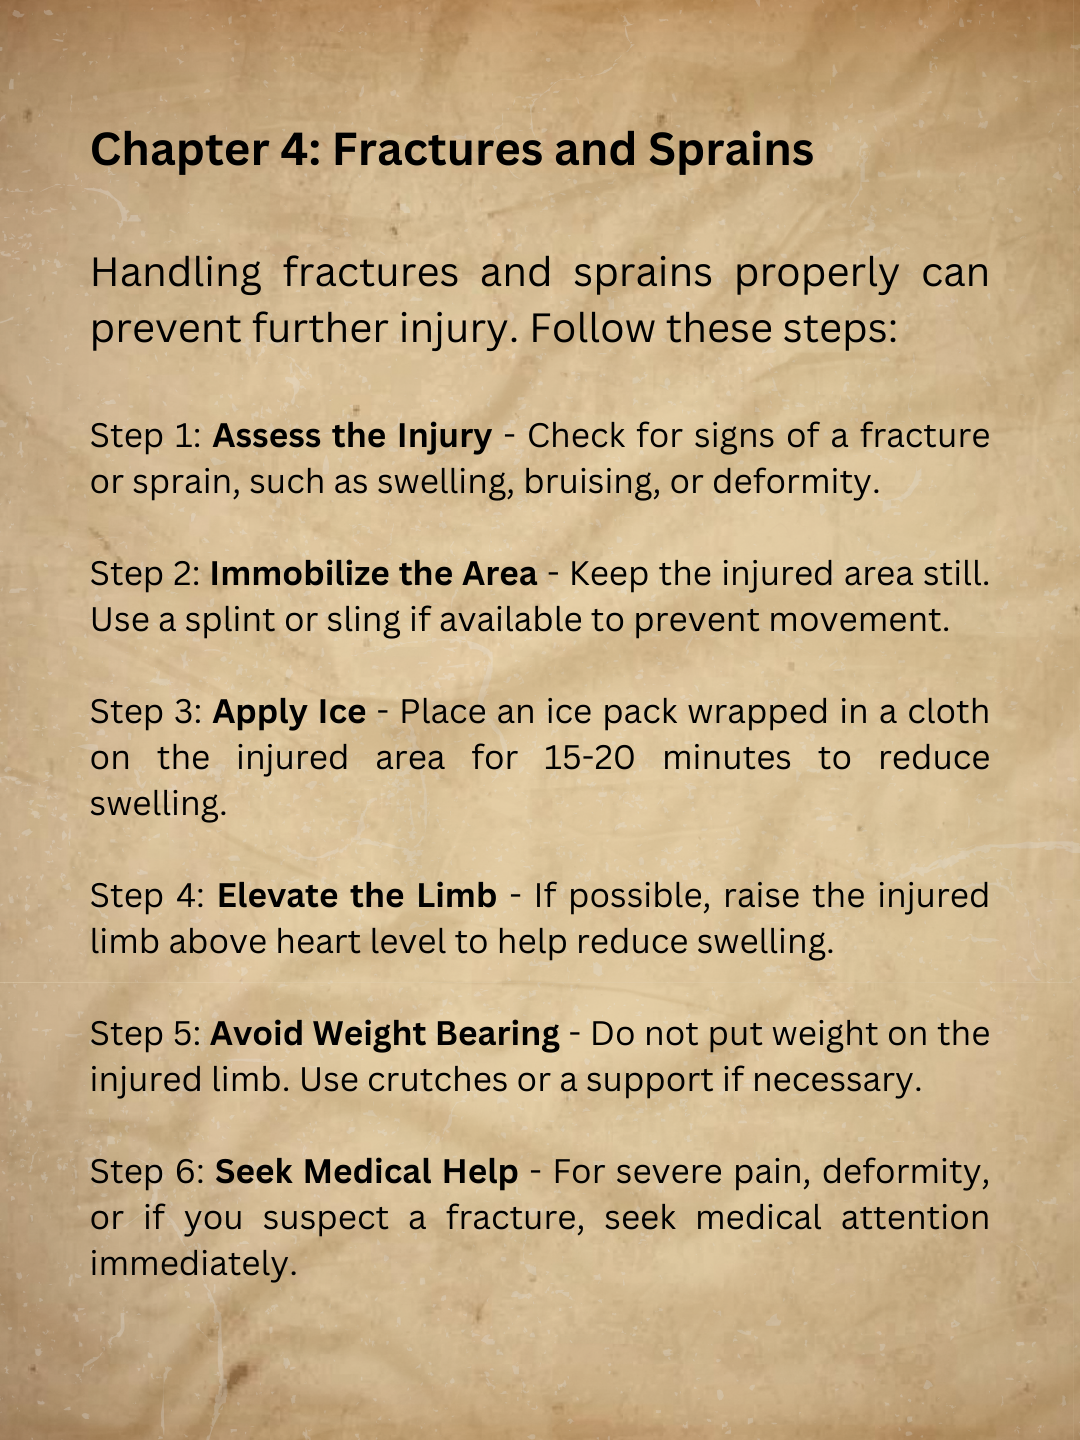 Chapter 4: Fractures and Sprains
Handling fractures and sprains properly can
prevent further injury. Follow these steps:
Step 1: Assess the Injury - Check for signs of a fracture
or sprain, such as swelling, bruising, or deformity.
Step 2: Immobilize the Area - Keep the injured area still.
Use a splint or sling if available to prevent movement.
Step 3: Apply Ice - Place an ice pack wrapped in a cloth
on the injured area for 15-20 minutes to reduce
swelling.
Step 4: Elevate the Limb - If possible, raise the injured
limb above heart level to help reduce swelling.
Step 5: Avoid Weight Bearing - Do not put weight on the
injured limb. Use crutches or a support if necessary.
Step 6: Seek Medical Help - For severe pain, deformity,
or if you suspect a fracture, seek medical attention
immediately.